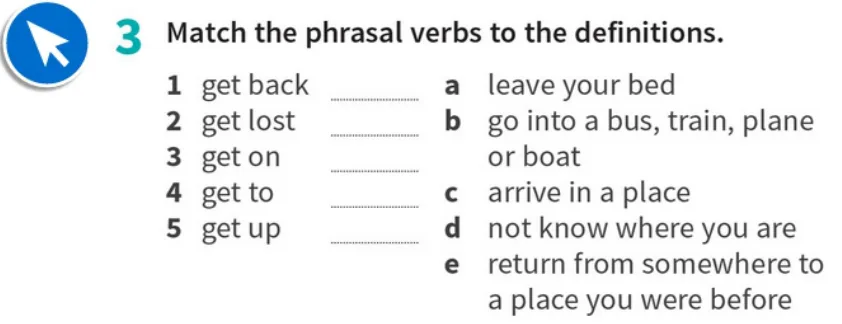 3 Match the phrasal verbs to the definitions.
1 get back
2 get lost
3 get on
4 get to
5 get up
a leave your bed
b go into a bus, train, plane
or boat
c arrive in a place
d not know where you are
e return from somewhere to
a place you were before